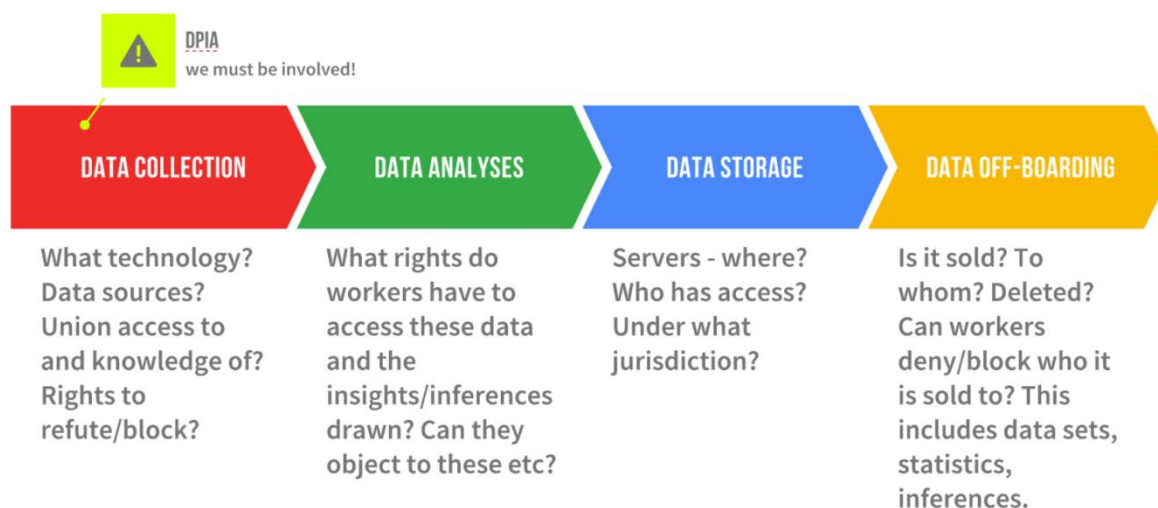 DPIA
we must be involved!
DATA COLLECTION
What technology?
Data sources?
Union access to
and knowledge of?
Rights to
refute/block?
DATA ANALYSES
What rights do
workers have to
access these data
and the
insights/inferences
drawn? Can they
object to these etc?
DATA STORAGE
Servers - where?
Who has access?
Under what
jurisdiction?
DATA OFF-BOARDING
Is it sold? To
whom? Deleted?
Can workers
deny/block who it
is sold to? This
includes data sets,
statistics,
inferences.